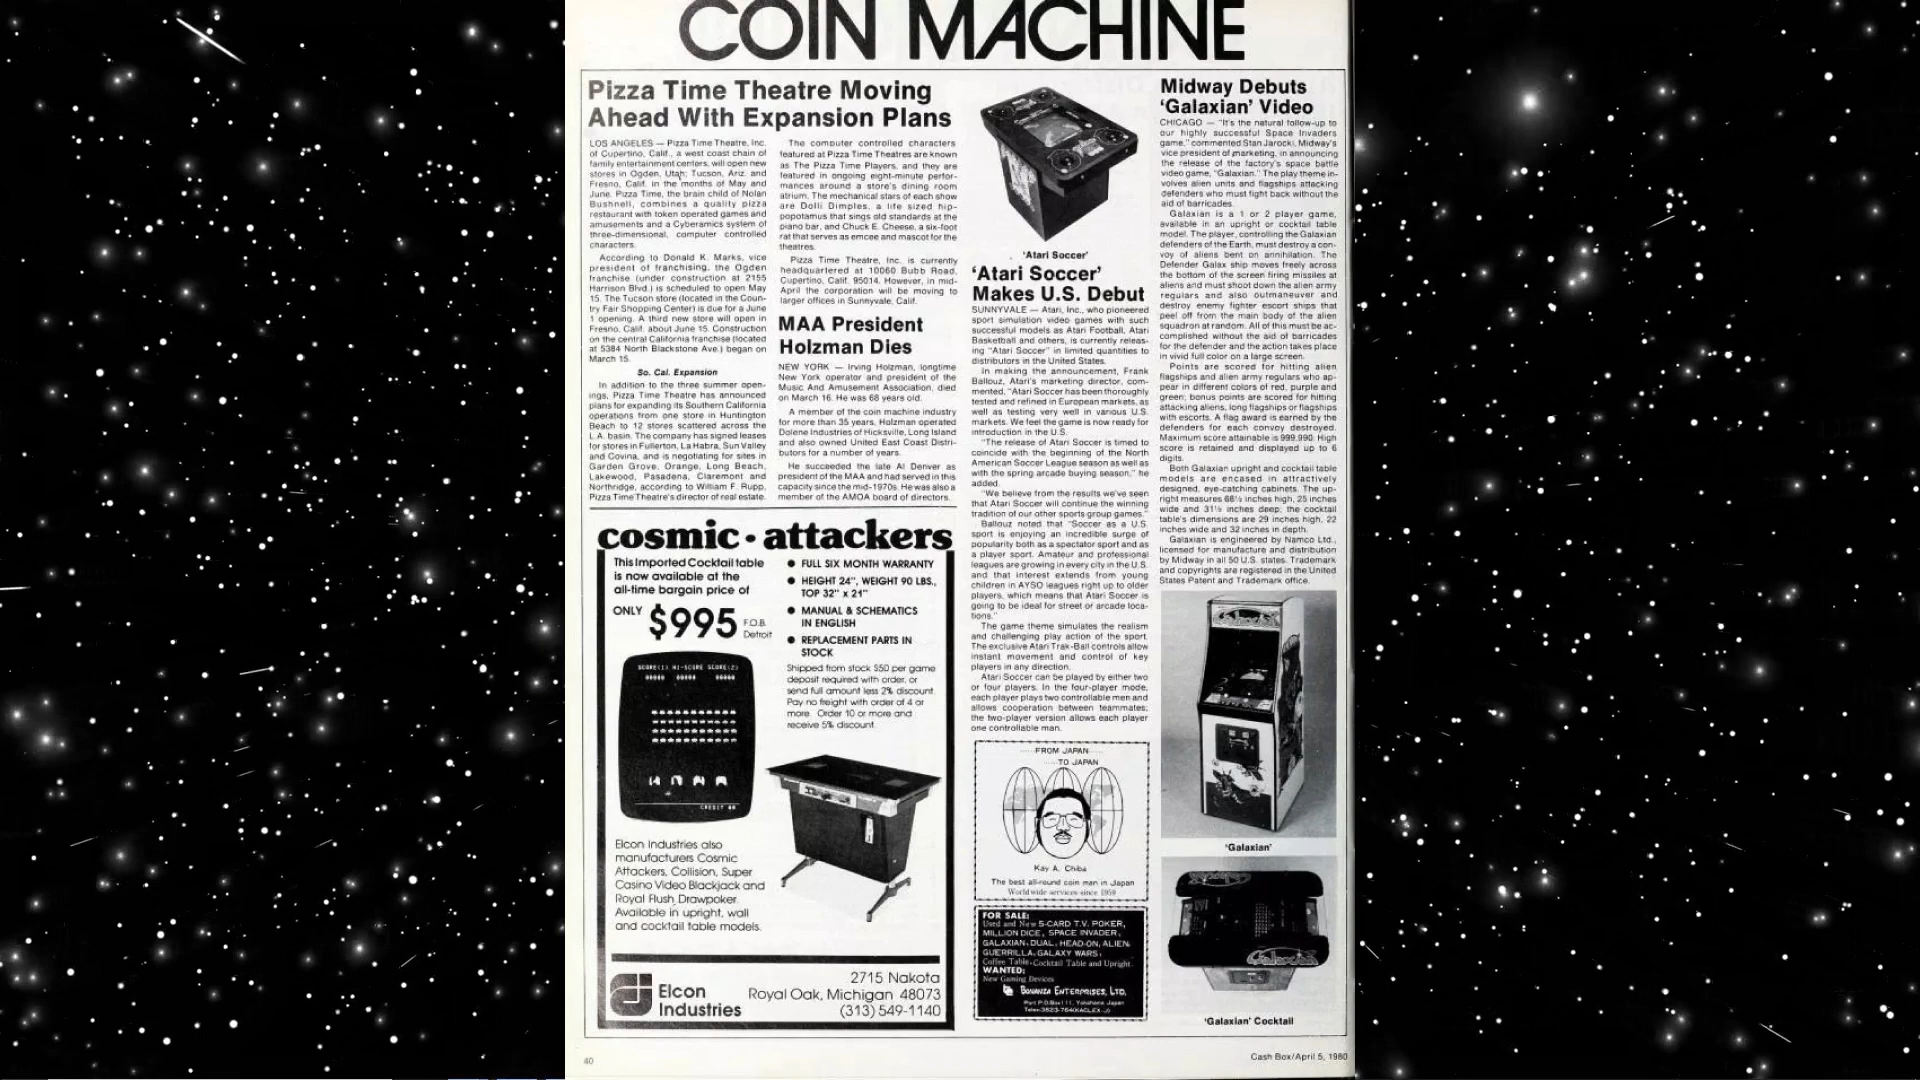 COIN MACHINE
Pizza Time Theatre Moving
Ahead With Expansion Plans
LOS ANGELES — Pizza Time Theatre, Inc.
of Cupertino, Calif., a west coast chain of
family entertainment centers, will open new
stores in Ogden, Utah; Tucson, Ariz. and
Fresno, Calif. in the months of May and
June. Pizza Time, the brain child of Nolan
Bushnell, combines a quality pizza
restaurant with token operated games and
amusements and a Cyberamics system of
three-dimensional, computer controlled
characters.
According to Donald K. Marks, vice
president of franchising, the Ogden
franchise (under construction at 2155
Harrison Blvd.) is scheduled to open May
15. The Tucson store (located in the Coun-
try Fair Shopping Center) is due for a June
1 opening. A third new store will open in
Fresno, Calif. about June 15. Construction
on the central California franchise (located
at 5384 North Blackstone Ave.) began on
March 15.
So. Cal. Expansion
In addition to the three summer open-
ings, Pizza Time Theatre has announced
plans for expanding its Southern California
operations from one store in Huntington
Beach to 12 stores scattered across the
L.A. basin. The company has signed leases
for stores in Fullerton, La Habra, Sun Valley
and Covina, and is negotiating for sites in
Garden Grove, Orange, Long Beach,
Lakewood, Pasadena, Claremont and
Northridge, according to William F. Rupp,
Pizza Time Theatre's director of real estate.
The computer controlled characters
featured at Pizza Time Theatres are known
as The Pizza Time Players, and they are
featured in ongoing eight-minute perfor-
mances around a store's dining room
atrium. The mechanical stars of each show
are Dolli Dimples, a life sized hip-
popotamus that sings old standards at the
piano bar, and Chuck E. Cheese, a six-foot
rat that serves as emcee and mascot for the
theatres.
Pizza Time Theatre, Inc. is currently
headquartered at 10060 Bubb Road,
Cupertino, Calif. 95014. However, in mid-
April the corporation will be moving to
larger offices in Sunnyvale, Calif.
MAA President
Holzman Dies
NEW YORK — Irving Holzman, longtime
New York operator and president of the
Music And Amusement Association, died
on March 16. He was 68 years old.
A member of the coin machine industry
for more than 35 years, Holzman operated
Dolene Industries of Hicksville, Long Island
and also owned United East Coast Distri-
butors for a number of years.
He succeeded the late Al Denver as
president of the MAA and had served in this
capacity since the mid-1970s. He was also a
member of the AMOA board of directors.
cosmic • attackers
This Imported Cocktail table
is now available at the
all-time bargain price of
ONLY $995 F.O.B. Detroit
● FULL SIX MONTH WARRANTY
● HEIGHT 24", WEIGHT 90 LBS.,
TOP 32" x 21"
● MANUAL & SCHEMATICS
IN ENGLISH
● REPLACEMENT PARTS IN
STOCK
Shipped from stock $50 per game
deposit required with order, or
send full amount less 2% discount.
Pay no freight with order of 4 or
more. Order 10 or more and
receive 5% discount.
SCORE(1) HI-SCORE SCORE(2)
00000 00000 00000
CREDIT 00
Elcon Industries also
manufacturers Cosmic
Attackers, Collision, Super
Casino Video Blackjack and
Royal Flush Drawpoker.
Available in upright, wall
and cocktail table models.
Elcon
Industries
2715 Nakota
Royal Oak, Michigan 48073
(313) 549-1140
'Atari Soccer'
'Atari Soccer'
Makes U.S. Debut
SUNNYVALE — Atari, Inc., who pioneered
sport simulation video games with such
successful models as Atari Football, Atari
Basketball and others, is currently releas-
ing "Atari Soccer" in limited quantities to
distributors in the United States.
In making the announcement, Frank
Ballouz, Atari's marketing director, com-
mented, "Atari Soccer has been thoroughly
tested and refined in European markets, as
well as testing very well in various U.S.
markets. We feel the game is now ready for
introduction in the U.S.
"The release of Atari Soccer is timed to
coincide with the beginning of the North
American Soccer League season as well as
with the spring arcade buying season," he
added.
"We believe from the results we've seen
that Atari Soccer will continue the winning
tradition of our other sports group games."
Ballouz noted that "Soccer as a U.S.
sport is enjoying an incredible surge of
popularity both as a spectator sport and as
a player sport. Amateur and professional
leagues are growing in every city in the U.S.
and that interest extends from young
children in AYSO leagues right up to older
players, which means that Atari Soccer is
going to be ideal for street or arcade loca-
tions."
The game theme simulates the realism
and challenging play action of the sport.
The exclusive Atari Trak-Ball controls allow
instant movement and control of key
players in any direction.
Atari Soccer can be played by either two
or four players. In the four-player mode,
each player plays two controllable men and
allows cooperation between teammates;
the two-player version allows each player
one controllable man.
FROM JAPAN
TO JAPAN
Kay A. Chiba
The best all-round coin man in Japan
World wide services since 1959
FOR SALE:
Used and New 5-CARD T.V. POKER,
MILLION DICE, SPACE INVADER,
GALAXIAN, DUAL, HEAD-ON, ALIEN,
GUERRILLA, GALAXY WARS,
Coffee Table, Cocktail Table and Upright.
WANTED:
New Gaming Devices
BONANZA ENTERPRISES, LTD.
Port P.O.Box 111, Yokohama Japan
Midway Debuts
'Galaxian' Video
CHICAGO — "It's the natural follow-up to
our highly successful Space Invaders
game," commented Stan Jarocki, Midway's
vice president of marketing, in announcing
the release of the factory's space battle
video game, "Galaxian." The play theme in-
volves alien units and flagships attacking
defenders who must fight back without the
aid of barricades.
Galaxian is a 1 or 2 player game,
available in an upright or cocktail table
model. The player, controlling the Galaxian
defenders of the Earth, must destroy a con-
voy of aliens bent on annihilation. The
Defender Galax ship moves freely across
the bottom of the screen firing missiles at
aliens and must shoot down the alien army
regulars and also outmaneuver and
destroy enemy fighter escort ships that
peel off from the main body of the alien
squadron at random. All of this must be ac-
complished without the aid of barricades
for the defender and the action takes place
in vivid full color on a large screen.
Points are scored for hitting alien
flagships and alien army regulars who ap-
pear in different colors of red, purple and
green; bonus points are scored for hitting
attacking aliens, long flagships or flagships
with escorts. A flag award is earned by the
defenders for each convoy destroyed.
Maximum score attainable is 999,990. High
score is retained and displayed up to 6
digits.
Both Galaxian upright and cocktail table
models are encased in attractively
designed, eye-catching cabinets. The up-
right measures 68½ inches high, 25 inches
wide and 31½ inches deep; the cocktail
table's dimensions are 29 inches high, 22
inches wide and 32 inches in depth.
Galaxian is engineered by Namco Ltd.,
licensed for manufacture and distribution
by Midway in all 50 U.S. states. Trademark
and copyrights are registered in the United
States Patent and Trademark office.
'Galaxian'
Galaxian
'Galaxian' Cocktail
40
Cash Box/April 5, 1980